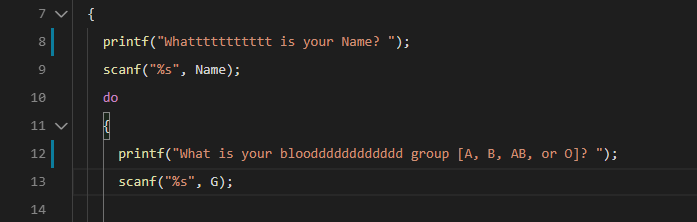 7 {
8 printf("Whattttttttttt is your Name? ");
9 scanf("%s", Name);
10 do
11 {
12 printf("What is your blooddddddddddd group [A, B, AB, or O]? ");
13 scanf("%s", G);
14